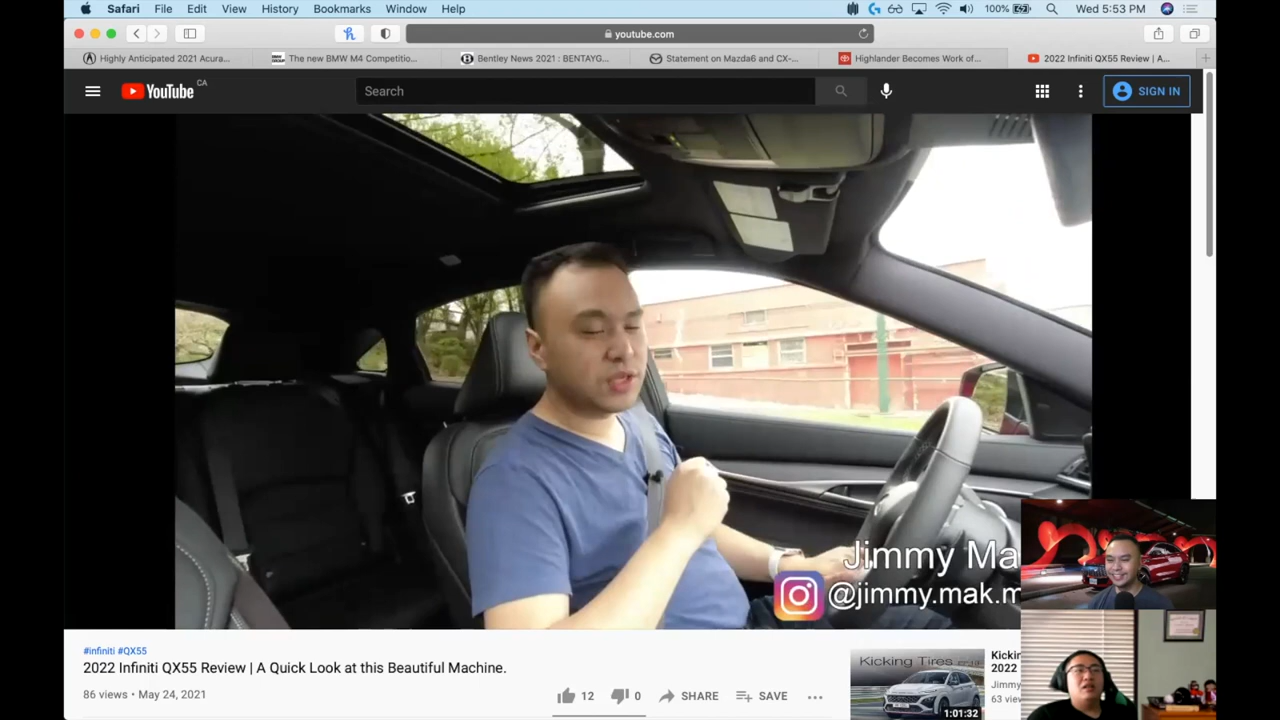 Safari File Edit View History Bookmarks Window Help 100% Wed 5:53 PM
youtube.com
Highly Anticipated 2021 Acura... The new BMW M4 Competitio... Bentley News 2021 : BENTAYG... Statement on Mazda6 and CX-... Highlander Becomes Work of... 2022 Infiniti QX55 Review | A...
YouTube CA Search SIGN IN
Jimmy Ma
@jimmy.mak.m
#infiniti #QX55
2022 Infiniti QX55 Review | A Quick Look at this Beautiful Machine.
86 views • May 24, 2021
12 0 SHARE SAVE
Kicking Tires
1:01:32
Kickin
2022
Jimmy
63 view